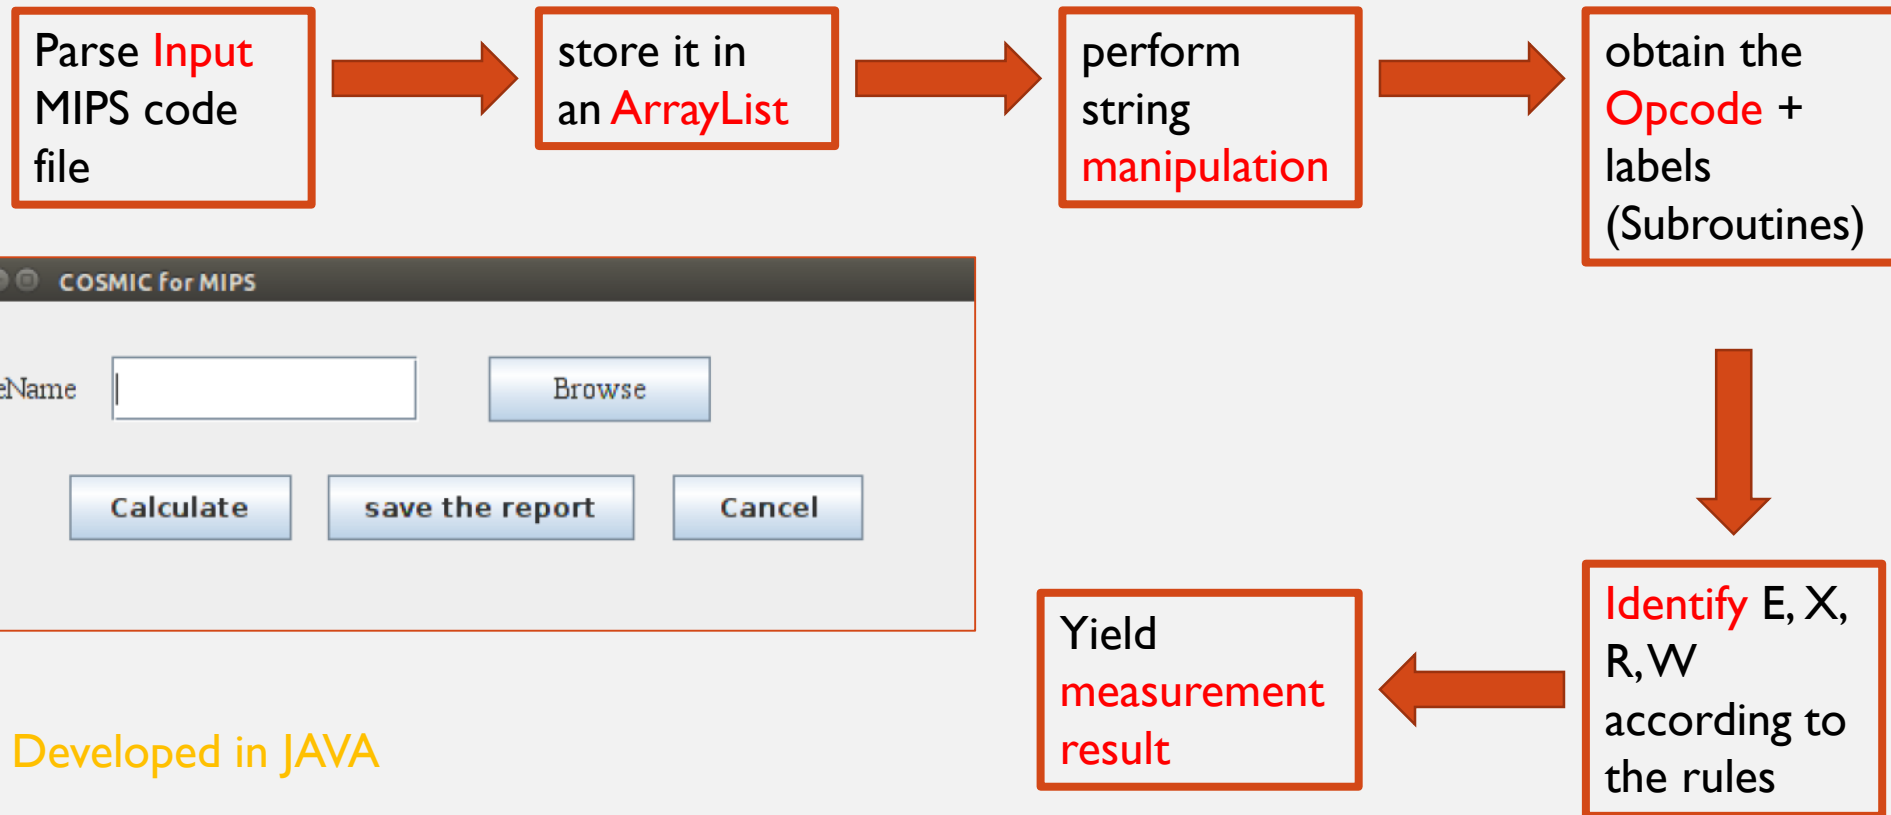 Parse Input
MIPS code
file
store it in
an ArrayList
perform
string
manipulation
obtain the
Opcode +
labels
(Subroutines)
COSMIC for MIPS
eName
Browse
Calculate
save the report
Cancel
Identify E, X,
R, W
according to
the rules
Yield
measurement
result
Developed in JAVA